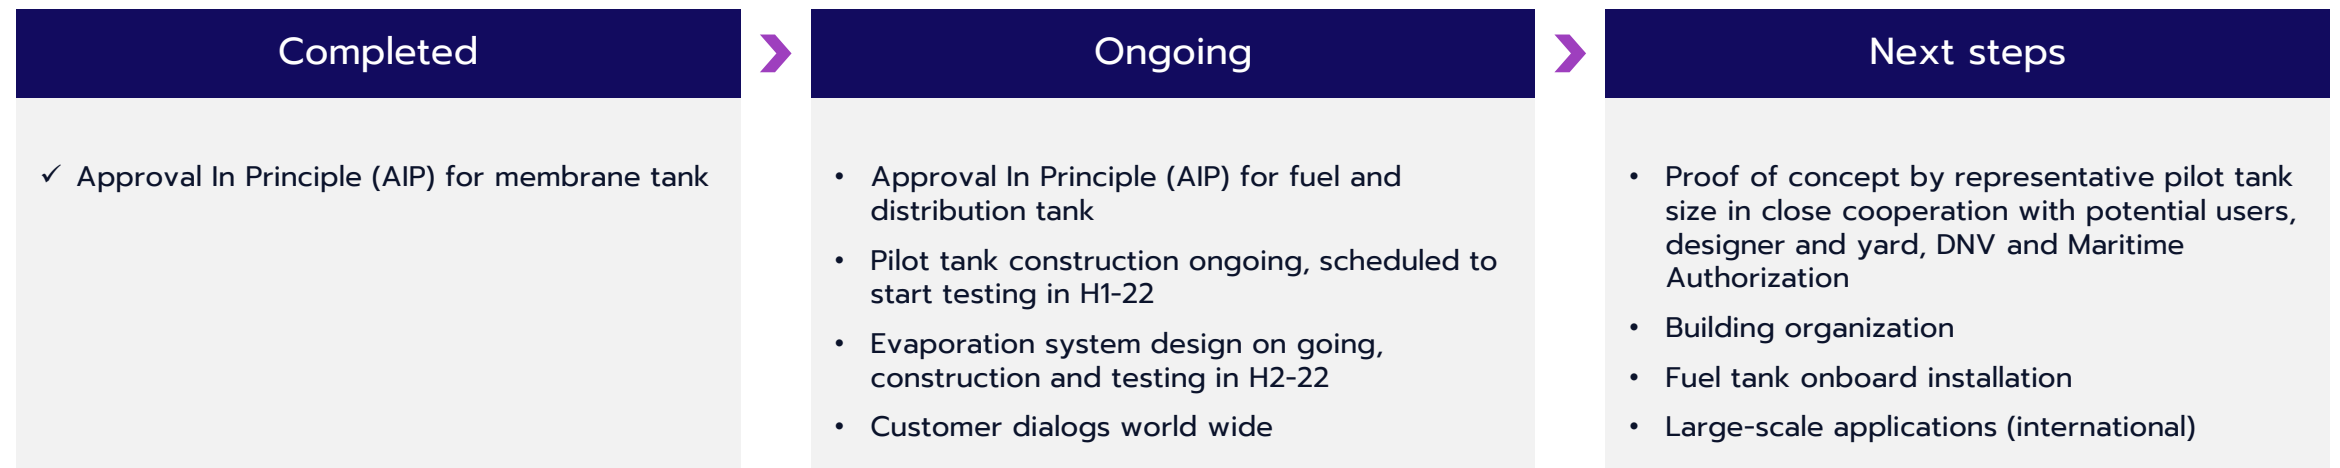 Completed
✓ Approval In Principle (AIP) for membrane tank
Ongoing
• Approval In Principle (AIP) for fuel and
distribution tank
• Pilot tank construction ongoing, scheduled to
start testing in H1-22
• Evaporation system design on going,
construction and testing in H2-22
• Customer dialogs world wide
Next steps
• Proof of concept by representative pilot tank
size in close cooperation with potential users,
designer and yard, DNV and Maritime
Authorization
• Building organization
• Fuel tank onboard installation
• Large-scale applications (international)